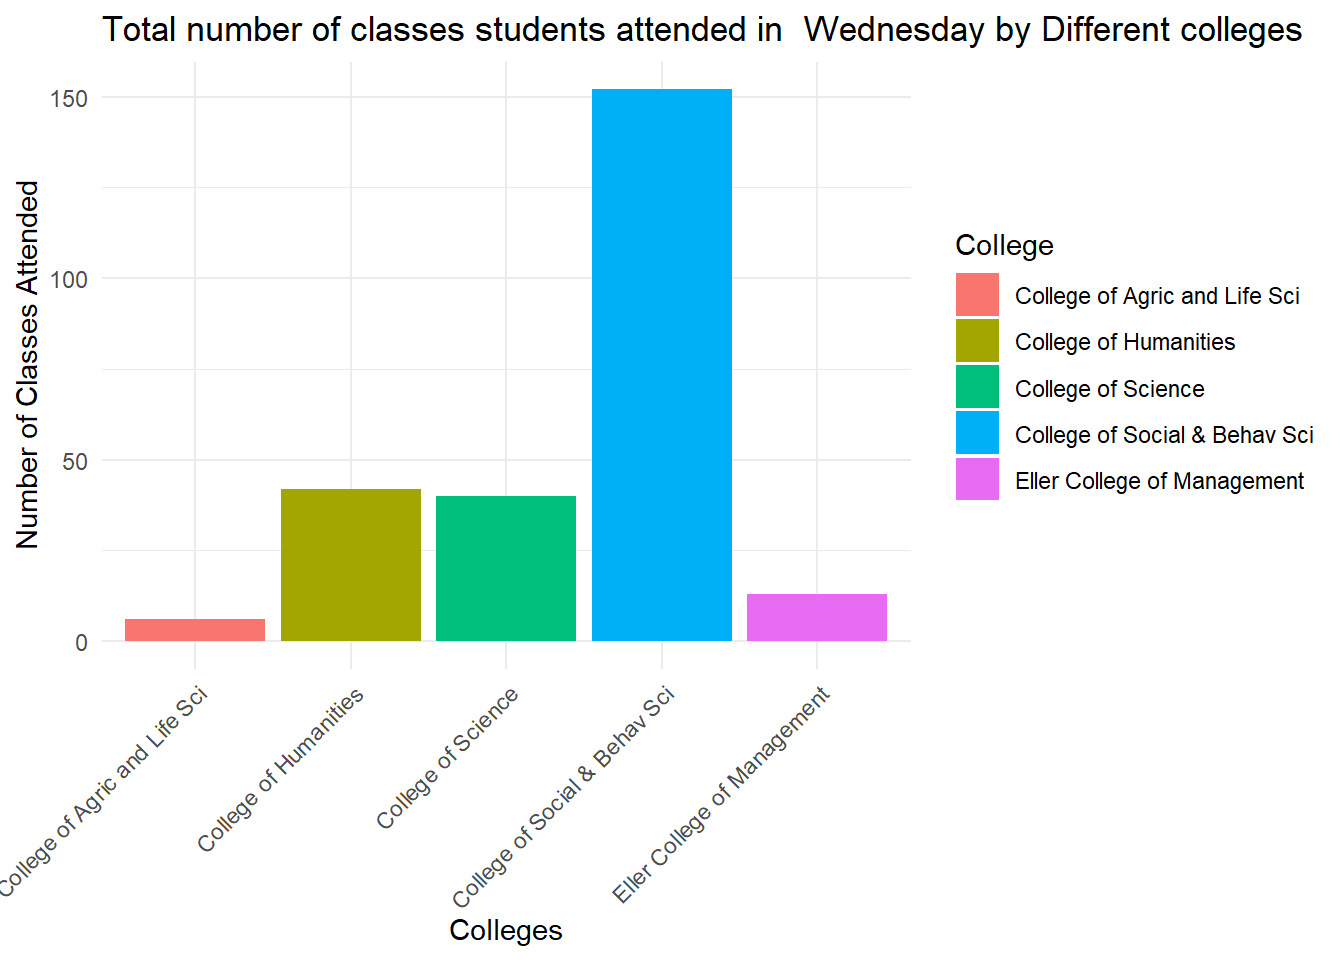 Total number of classes students attended in  Wednesday by Different colleges
Number of Classes Attended
150
100
50
0
College of Agric and Life Sci
College of Humanities
College of Science
College of Social & Behav Sci
Eller College of Management
Colleges
College
College of Agric and Life Sci
College of Humanities
College of Science
College of Social & Behav Sci
Eller College of Management